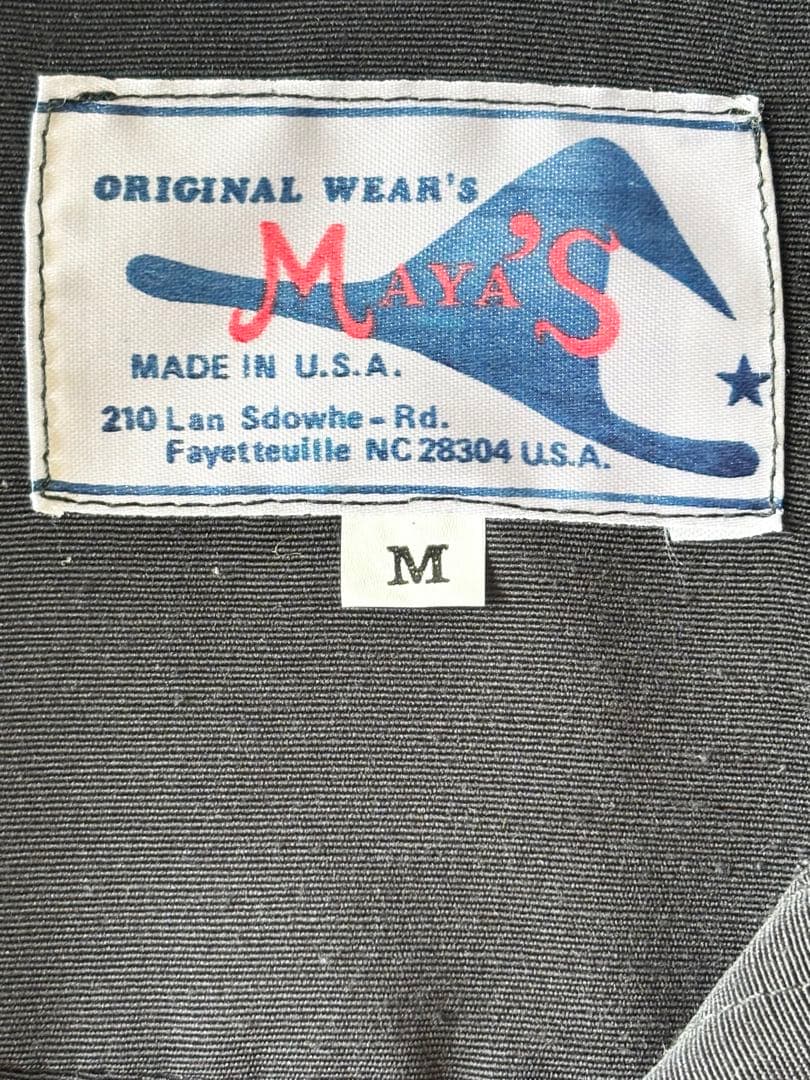 ORIGINAL WEAR'S
MAYA'S
MADE IN U.S.A.
210 Lan Sdowhe-Rd.
Fayetteuille NC 28304 U.S.A.
M